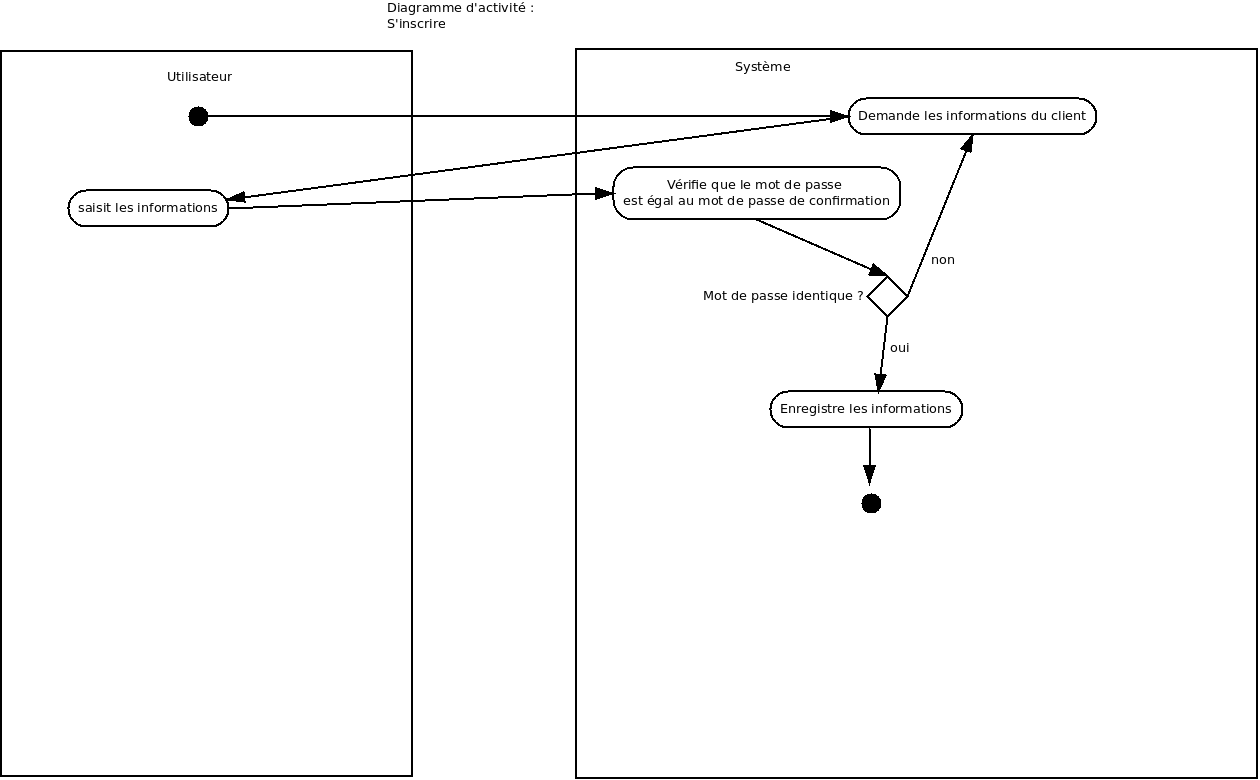 Diagramme d'activité :
S'inscrire
Utilisateur
Système
Demande les informations du client
saisit les informations
Vérifie que le mot de passe
est égal au mot de passe de confirmation
non
Mot de passe identique ?
oui
Enregistre les informations